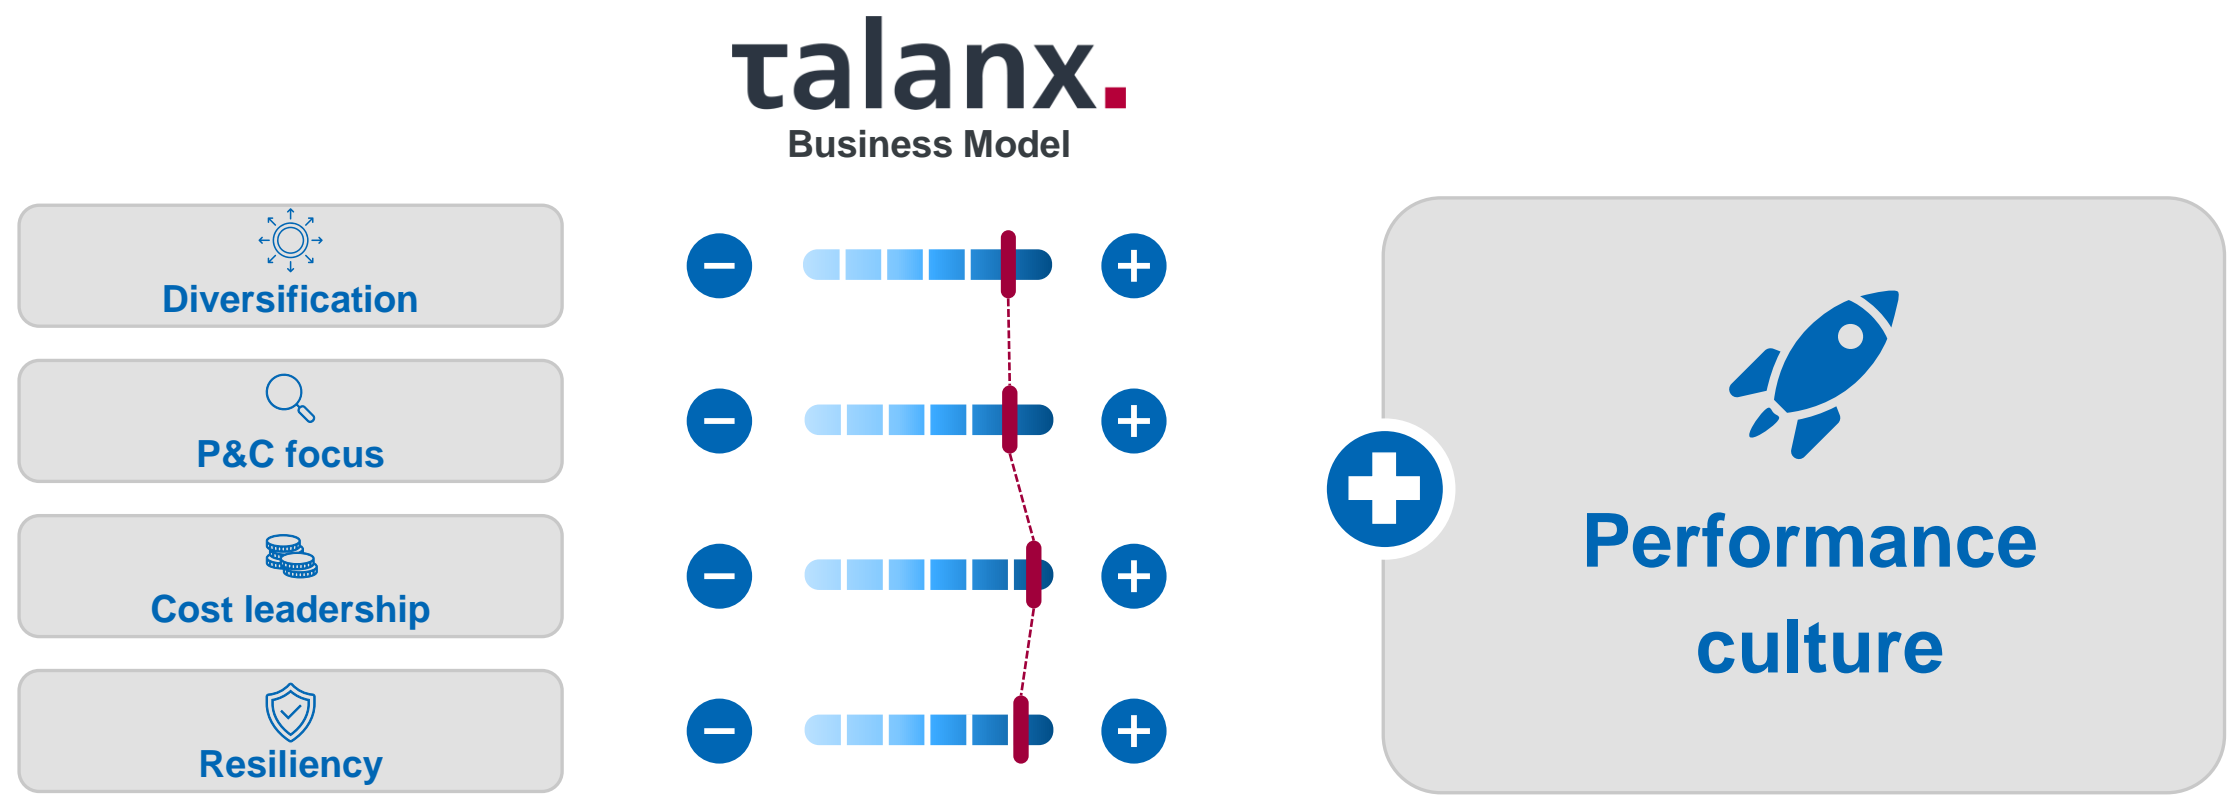 talanx.
Business Model
Diversification
P&C focus
Cost leadership
Resiliency
Performance
culture